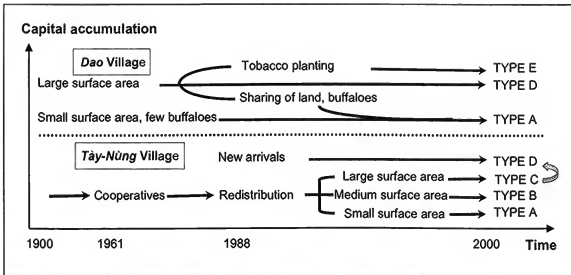 Capital accumulation
Dao Village
Tobacco planting TYPE E
Large surface area TYPE D
Sharing of land, buffaloes
Small surface area, few buffaloes TYPE A
Tày-Nùng Village New arrivals TYPE D
Large surface area TYPE C
Cooperatives Redistribution Medium surface area TYPE B
Small surface area TYPE A
1900 1961 1988 2000 Time